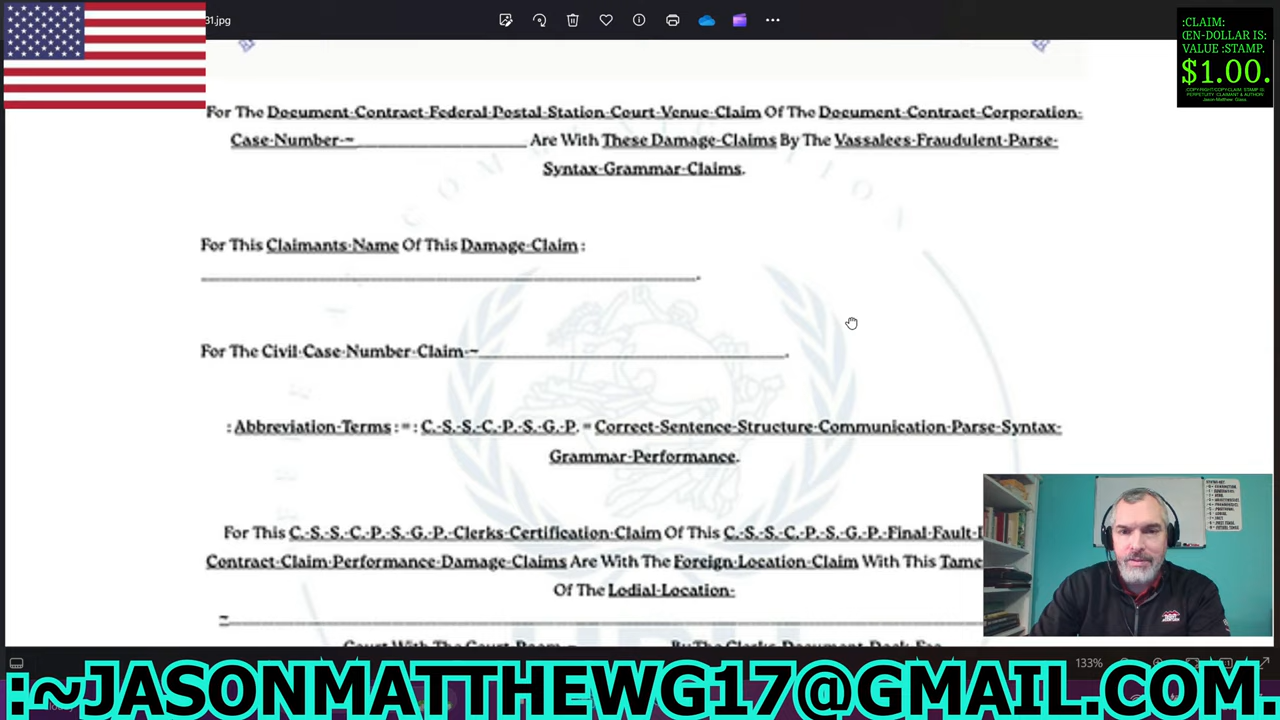 31.jpg
:CLAIM:
ŒN-DOLLAR IS:
VALUE :STAMP.
$1.00.
For The Document-Contract-Federal-Postal-Station-Court-Venue-Claim Of The Document-Contract-Corporation-
Case-Number-~____________________ Are With These Damage-Claims By The Vassalees-Fraudulent-Parse-
Syntax-Grammar-Claims.
For This Claimants-Name Of This Damage-Claim :
____________________________________________________________.
For The Civil-Case-Number-Claim-~____________________________________.
: Abbreviation-Terms : = : C.-S.-S.-C.-P.-S.-G.-P. = Correct-Sentence-Structure-Communication-Parse-Syntax-
Grammar-Performance.
For This C.-S.-S.-C.-P.-S.-G.-P.-Clerks-Certification-Claim Of This C.-S.-S.-C.-P.-S.-G.-P.-Final-Fault-
Contract-Claim-Performance-Damage-Claims Are With The Foreign-Location-Claim With This
Of The Lodial-Location-
~
133%
:~JASONMATTHEWG17@GMAIL.COM.